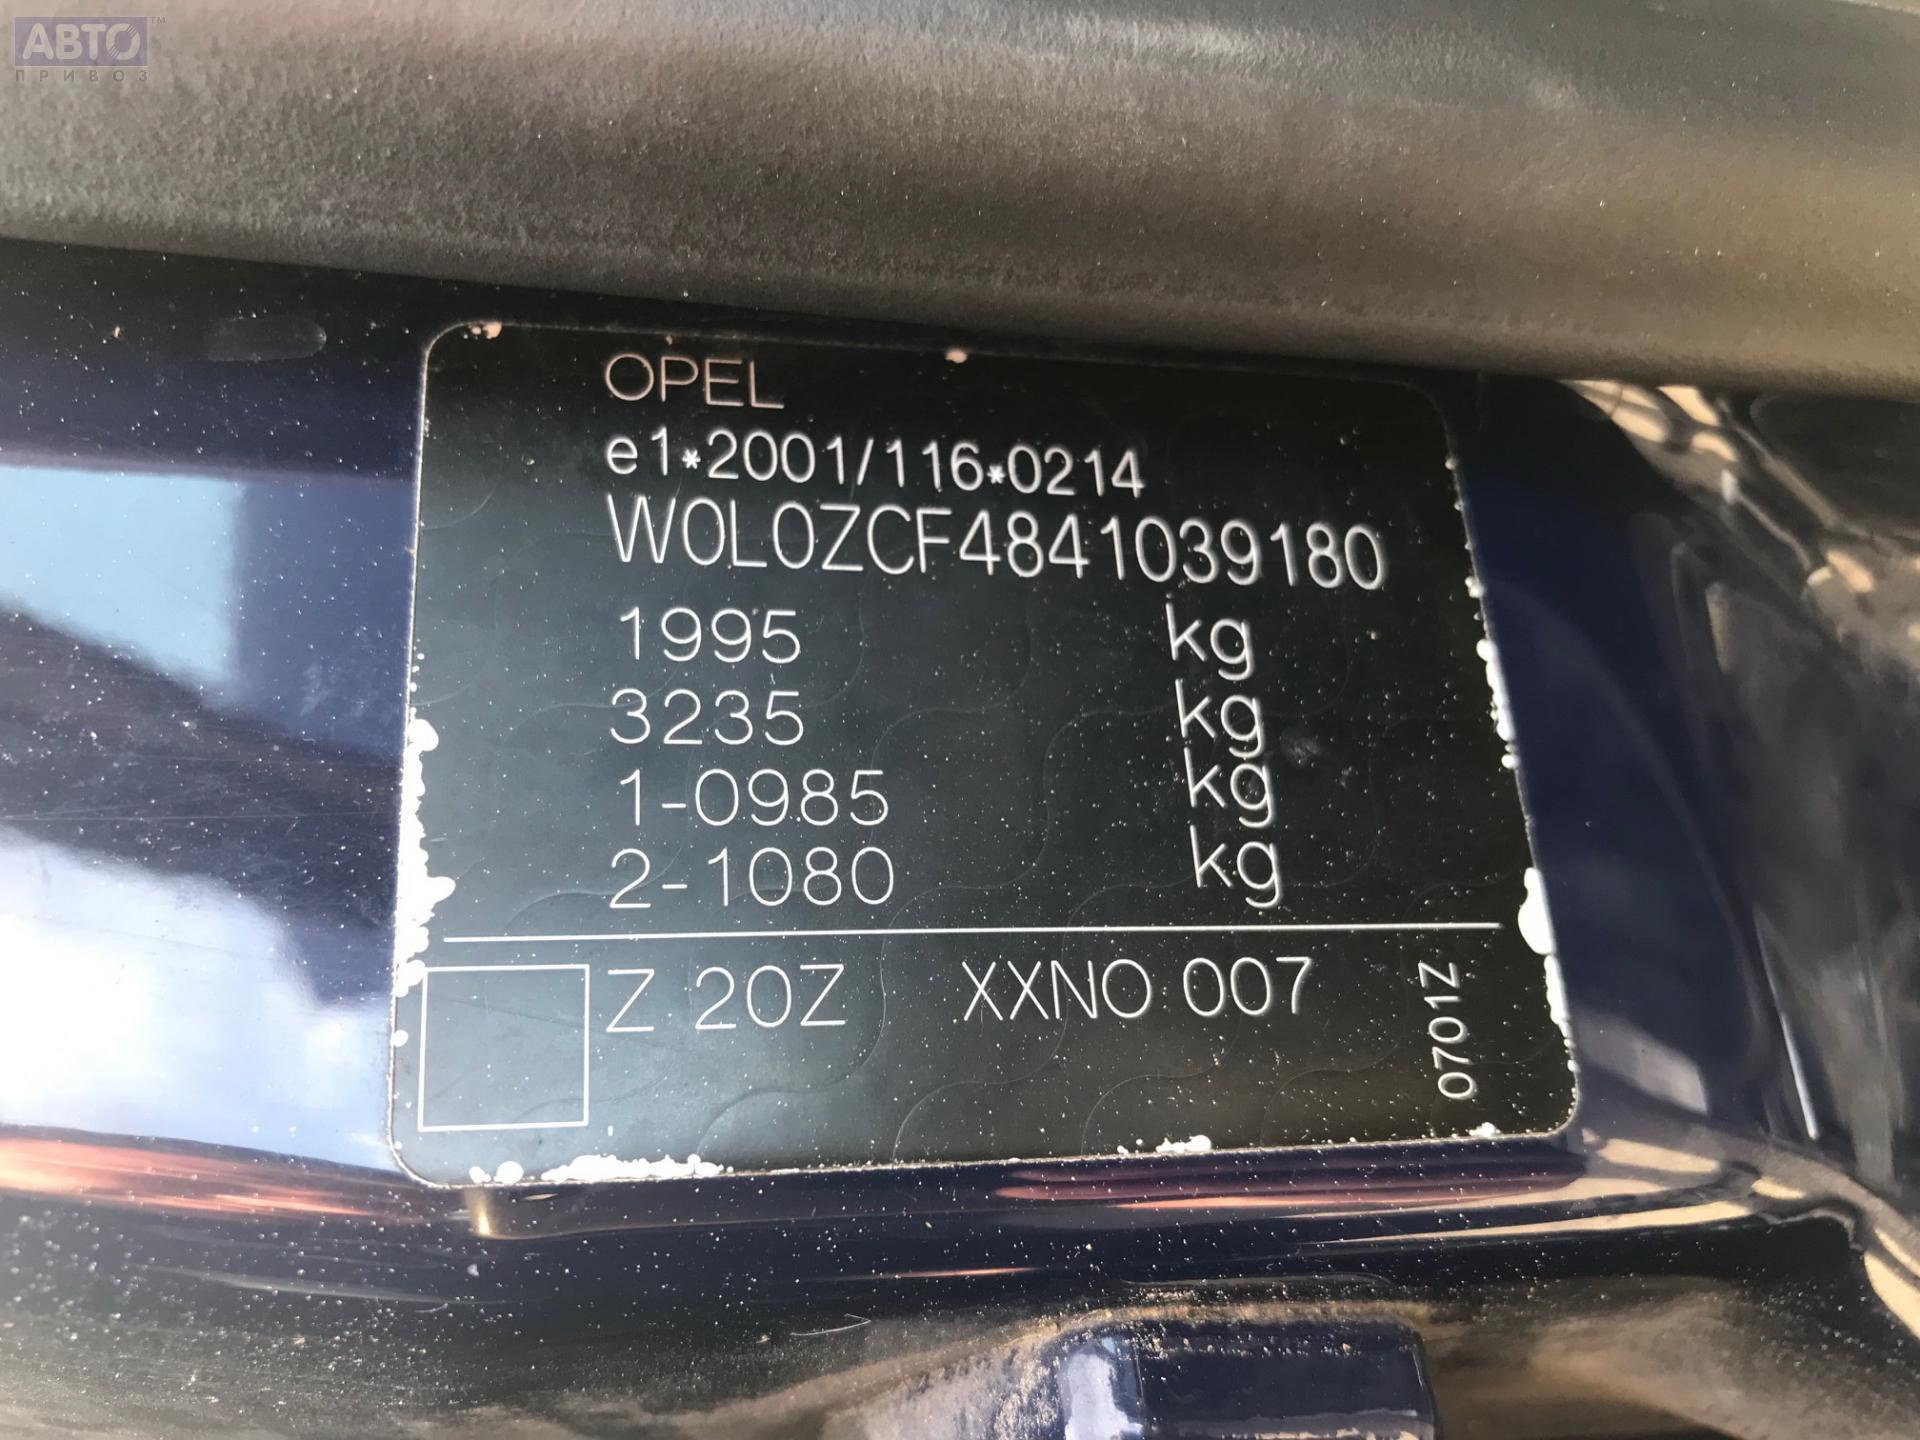 АВТО™
ПРИВОЗ
OPEL
e1*2001/116*0214
W0L0ZCF4841039180
1995 kg
3235 kg
1-0985 kg
2-1080 kg
Z 20Z XXNO 007
0701Z